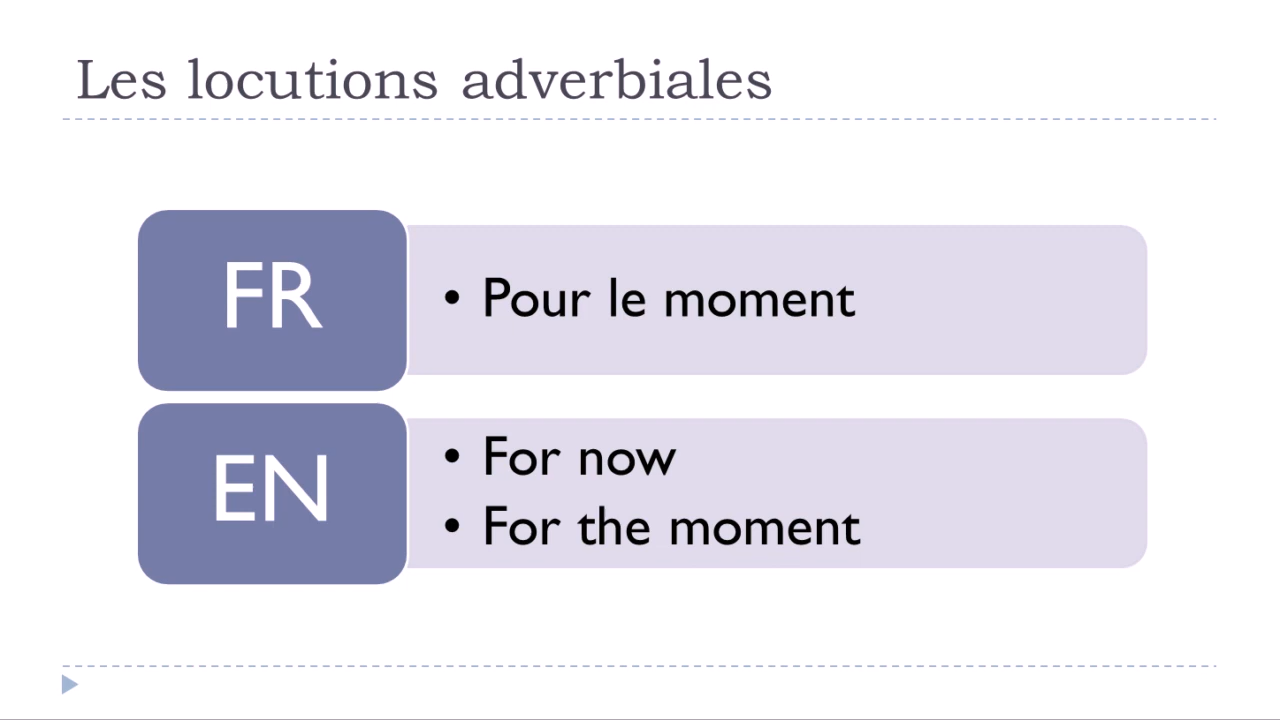 Les locutions adverbiales
FR
• Pour le moment
EN
• For now
• For the moment